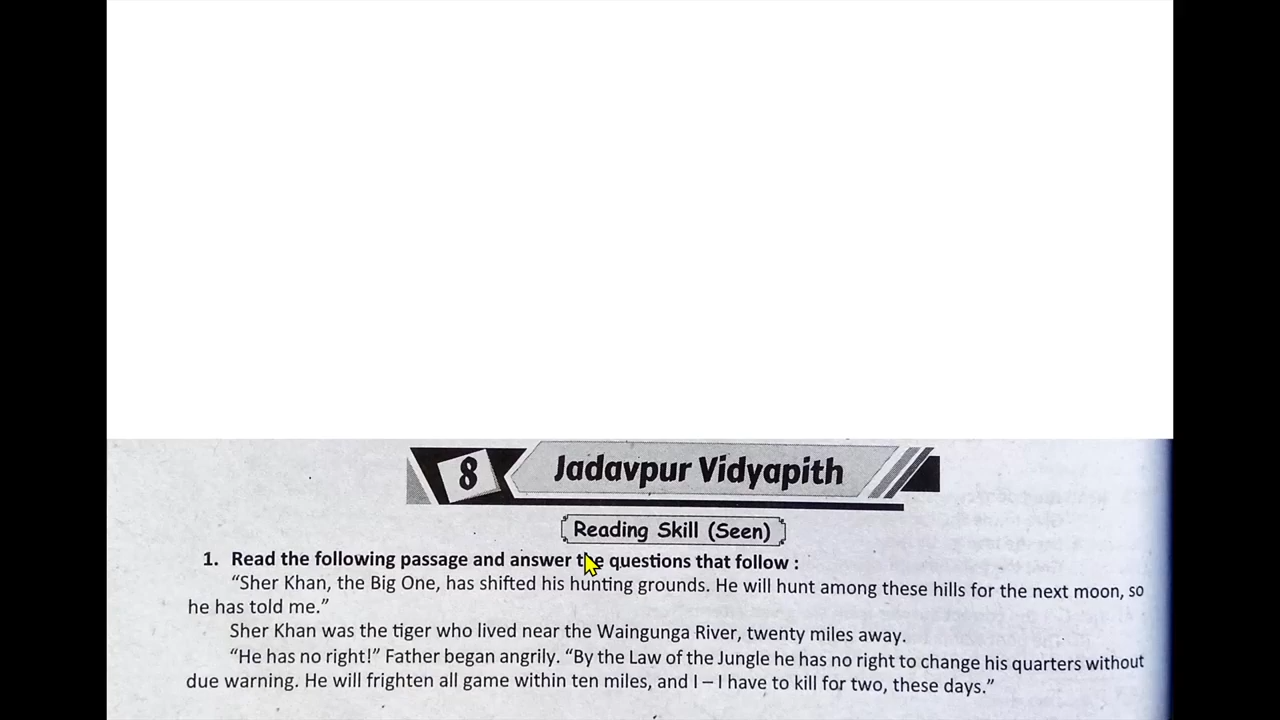 8 Jadavpur Vidyapith
Reading Skill (Seen)
1. Read the following passage and answer the questions that follow :
“Sher Khan, the Big One, has shifted his hunting grounds. He will hunt among these hills for the next moon, so
he has told me.”
Sher Khan was the tiger who lived near the Waingunga River, twenty miles away.
“He has no right!” Father began angrily. “By the Law of the Jungle he has no right to change his quarters without
due warning. He will frighten all game within ten miles, and I – I have to kill for two, these days.”